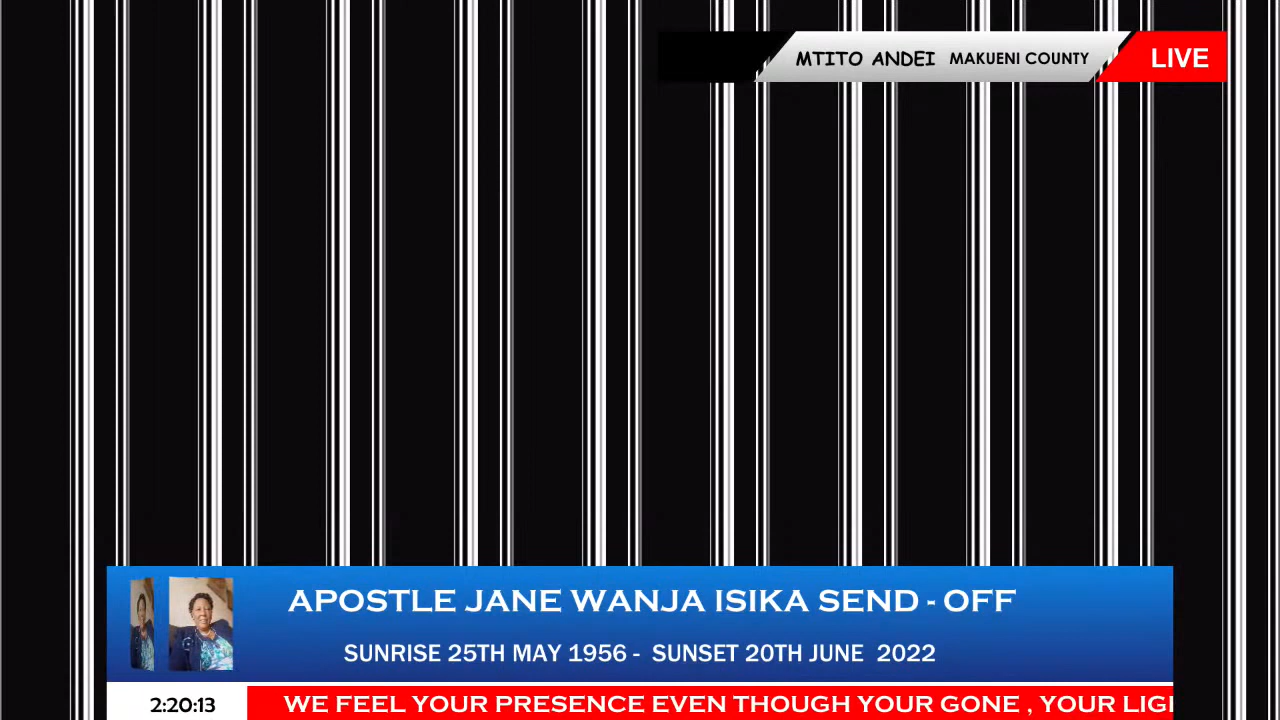 MTITO ANDEI MAKUENI COUNTY LIVE
APOSTLE JANE WANJA ISIKA SEND - OFF
SUNRISE 25TH MAY 1956 - SUNSET 20TH JUNE 2022
2:20:13 WE FEEL YOUR PRESENCE EVEN THOUGH YOUR GONE , YOUR